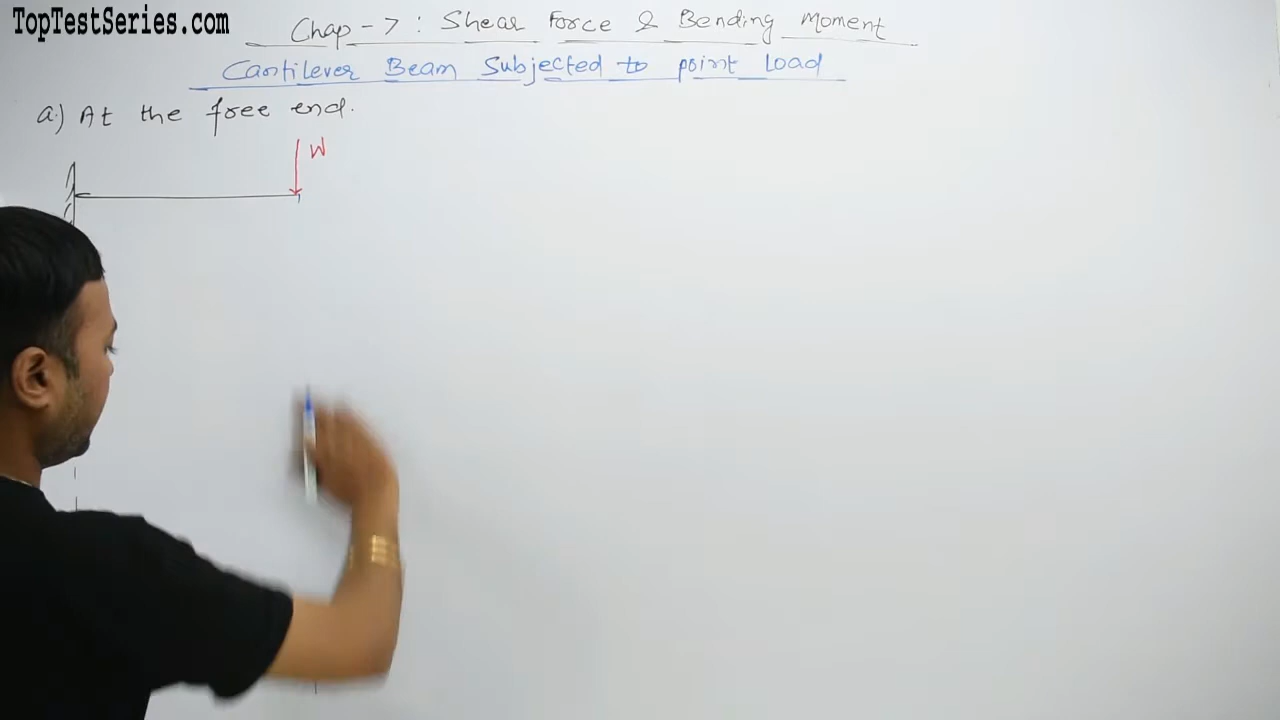 TopTestSeries.com
Chap-7: Shear Force & Bending Moment
Cantilever Beam Subjected to point Load
a.) At the free end.
W